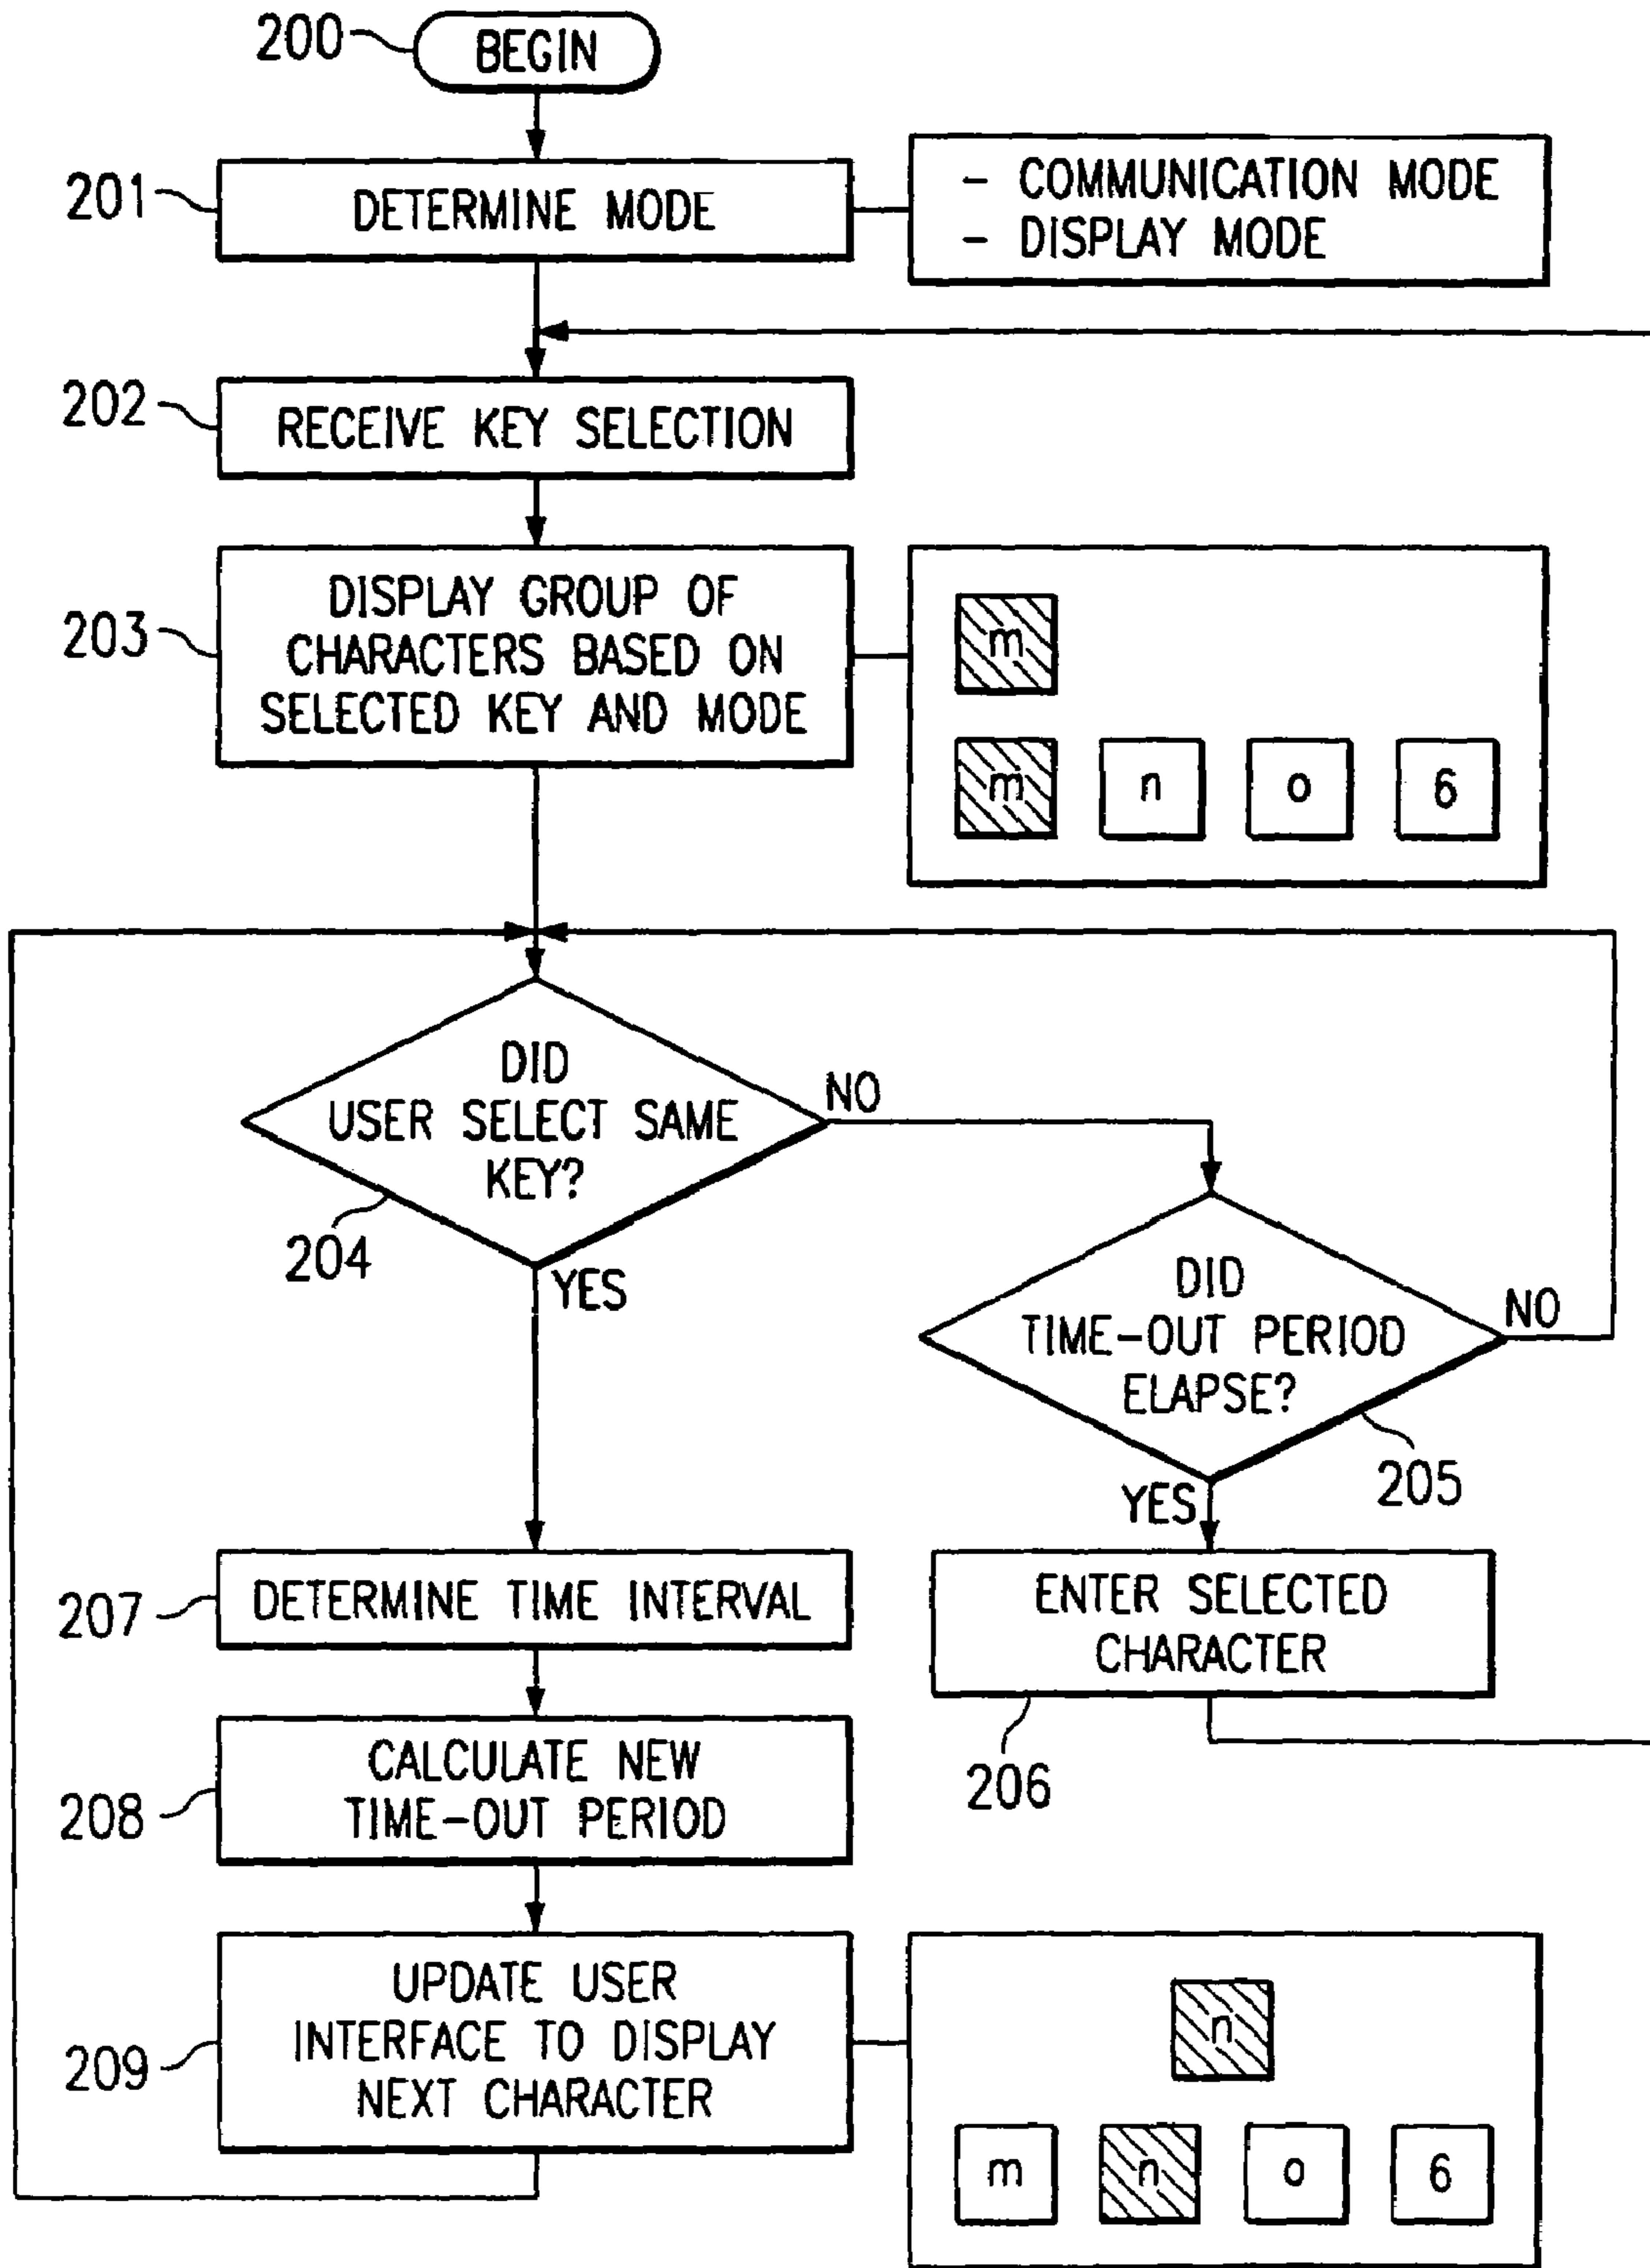 200
BEGIN
201
DETERMINE MODE
- COMMUNICATION MODE
- DISPLAY MODE
202
RECEIVE KEY SELECTION
203
DISPLAY GROUP OF
CHARACTERS BASED ON
SELECTED KEY AND MODE
m
m n o 6
DID
USER SELECT SAME
KEY?
NO
204
YES
DID
TIME-OUT PERIOD
ELAPSE?
NO
205
YES
207
DETERMINE TIME INTERVAL
ENTER SELECTED
CHARACTER
206
208
CALCULATE NEW
TIME-OUT PERIOD
209
UPDATE USER
INTERFACE TO DISPLAY
NEXT CHARACTER
n
m n o 6